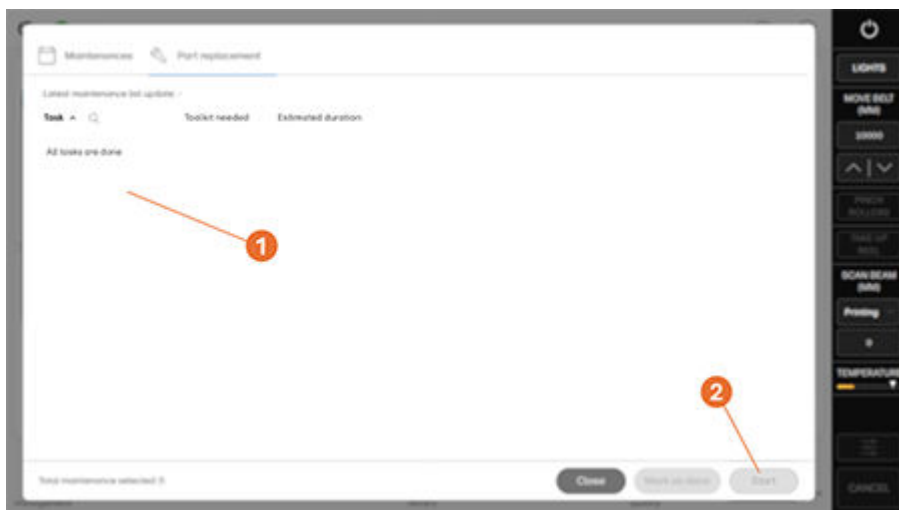 Maintenances Part replacement
Latest maintenance list update: -
Task Toolkit needed Estimated duration
All tasks are done
1
2
Total maintenance selected: 0
Close Mark as done Start
LIGHTS
MOVE BELT
(MM)
10000
PINCH
ROLLERS
TAKE UP
REEL
SCAN BEAM
(MM)
Printing
0
TEMPERATURE
CANCEL